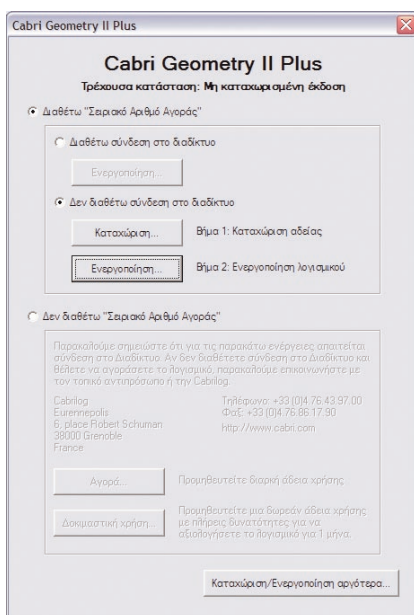 Cabri Geometry II Plus
Cabri Geometry II Plus
Τρέχουσα κατάσταση: Μη καταχωρισμένη έκδοση
Διαθέτω "Σειριακό Αριθμό Αγοράς"
Διαθέτω σύνδεση στο διαδίκτυο
Ενεργοποίηση...
Δεν διαθέτω σύνδεση στο διαδίκτυο
Καταχώριση...
Βήμα 1: Καταχώριση αδείας
Ενεργοποίηση...
Βήμα 2: Ενεργοποίηση λογισμικού
Δεν διαθέτω "Σειριακό Αριθμό Αγοράς"
Παρακαλούμε σημειώστε ότι για τις παρακάτω ενέργειες απαιτείται
σύνδεση στο Διαδίκτυο. Αν δεν διαθέτετε σύνδεση στο Διαδίκτυο και
θέλετε να αγοράσετε το λογισμικό, παρακαλούμε επικοινωνήστε με
τον τοπικό αντιπρόσωπο ή την Cabrilog.
Cabrilog
Eurennepolis
6, place Robert Schuman
38000 Grenoble
France
Τηλέφωνο: +33 (0)4.76.43.97.00
Φαξ: +33 (0)4.76.86.17.90
http://www.cabri.com
Αγορά...
Προμηθευτείτε διαρκή άδεια χρήσης
Δοκιμαστική χρήση...
Προμηθευτείτε μια δωρεάν άδεια χρήσης
με πλήρεις δυνατότητες για να
αξιολογήσετε το λογισμικό για 1 μήνα.
Καταχώριση/Ενεργοποίηση αργότερα...